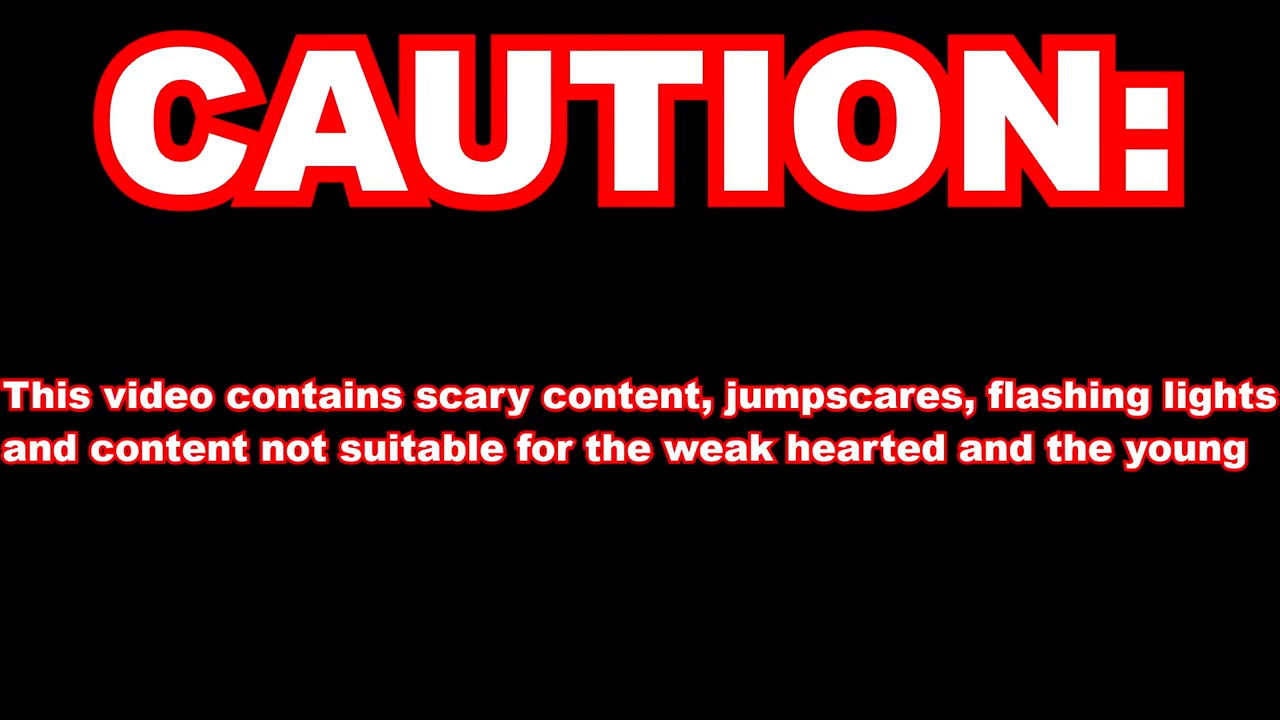 CAUTION:
This video contains scary content, jumpscares, flashing lights
and content not suitable for the weak hearted and the young